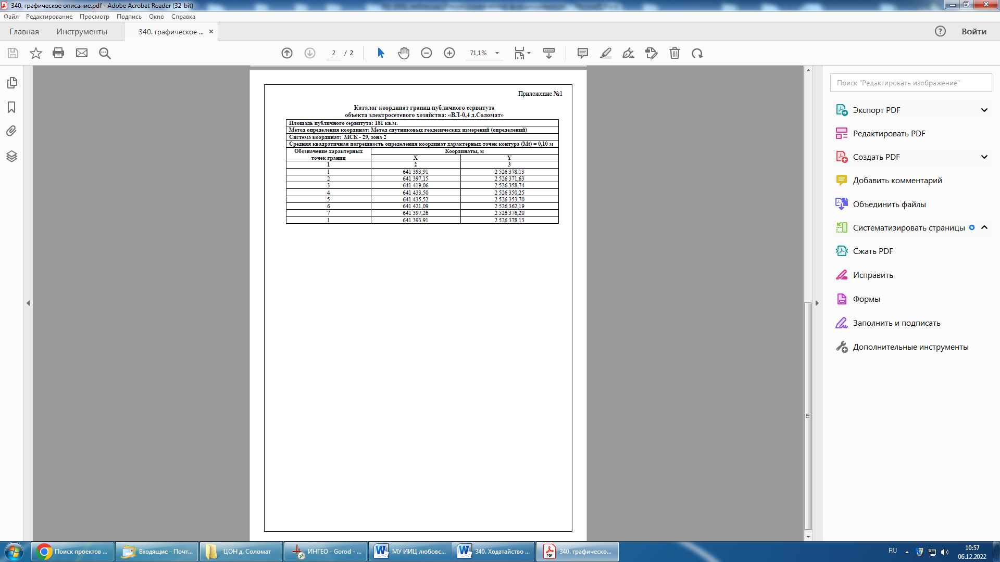 340. графическое описание.pdf - Adobe Acrobat Reader (32-bit)
Файл Редактирование Просмотр Подпись Окно Справка
Главная Инструменты 340. графическое ... × Войти
2 / 2 71,1%
Приложение №1
Каталог координат границ публичного сервитута
объекта электросетевого хозяйства: «ВЛ-0,4 д.Соломат»
Площадь публичного сервитута: 181 кв.м.
Метод определения координат: Метод спутниковых геодезических измерений (определений)
Система координат: МСК - 29, зона 2
Средняя квадратичная погрешность определения координат характерных точек контура (Mt) = 0,10 м
Обозначение характерных точек границ Координаты, м
X Y
1 2 3
1 641 393,91 2 526 378,13
2 641 397,15 2 526 371,63
3 641 419,06 2 526 358,74
4 641 433,50 2 526 350,25
5 641 435,52 2 526 353,70
6 641 421,09 2 526 362,19
7 641 397,26 2 526 376,20
1 641 393,91 2 526 378,13
Поиск "Редактировать изображение"
Экспорт PDF
Редактировать PDF
Создать PDF
Добавить комментарий
Объединить файлы
Систематизировать страницы
Сжать PDF
Исправить
Формы
Заполнить и подписать
Дополнительные инструменты
Поиск проектов ... Входящие - Почт... ЦОН д. Соломат ИНГЕО - Gorod - ... МУ ИИЦ любовс... 340. Ходатайство ... 340. графическо... RU 10:57
06.12.2022